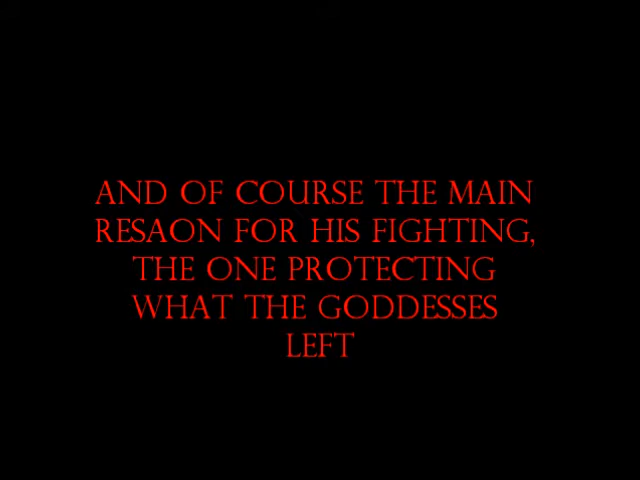 AND OF COURSE THE MAIN
RESAON FOR HIS FIGHTING,
THE ONE PROTECTING
WHAT THE GODDESSES
LEFT